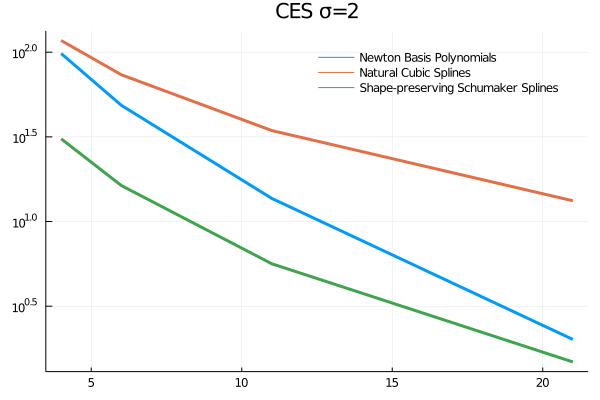 CES σ=2
Newton Basis Polynomials
Natural Cubic Splines
Shape-preserving Schumaker Splines
10^2.0
10^1.5
10^1.0
10^0.5
5 10 15 20